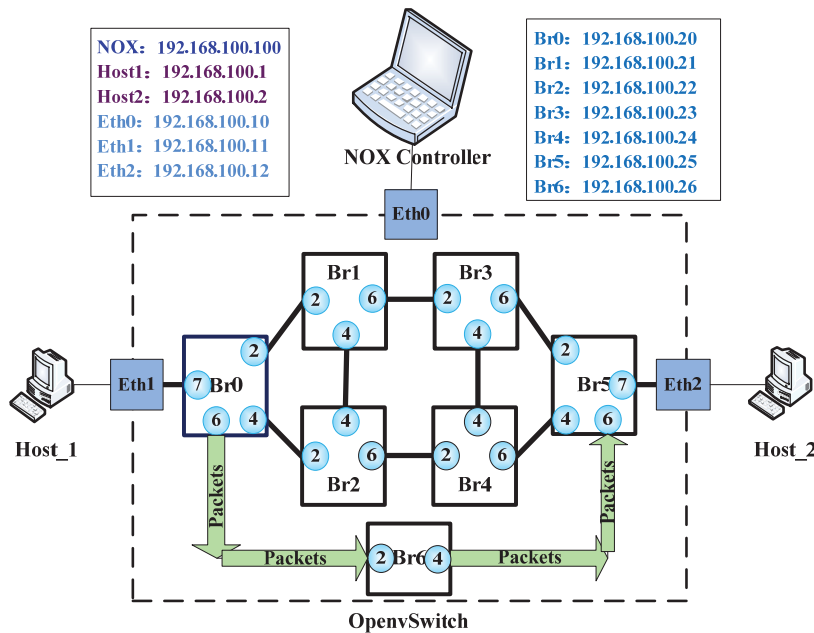 NOX: 192.168.100.100
Host1: 192.168.100.1
Host2: 192.168.100.2
Eth0: 192.168.100.10
Eth1: 192.168.100.11
Eth2: 192.168.100.12
Br0: 192.168.100.20
Br1: 192.168.100.21
Br2: 192.168.100.22
Br3: 192.168.100.23
Br4: 192.168.100.24
Br5: 192.168.100.25
Br6: 192.168.100.26
NOX Controller
Eth0
Br1
2
6
4
Br3
2
6
4
Host_1
Eth1
7
Br0
2
6
4
4
2
6
Br2
4
2
6
Br4
2
Br5
7
4
6
Eth2
Host_2
Packets
Packets
2
Br6
4
Packets
Packets
OpenvSwitch